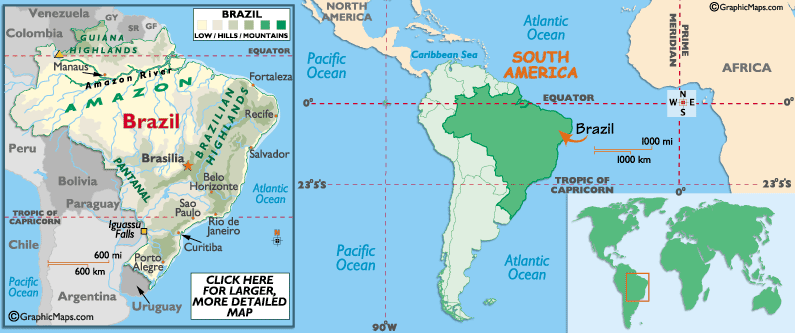 BRAZIL
LOW / HILLS / MOUNTAINS
Venezuela
Colombia
GY
SR
GF
GUIANA
HIGHLANDS
EQUATOR
Manaus
Amazon River
Fortaleza
AMAZON
Brazil
BRAZILIAN
HIGHLANDS
Recife
Peru
Brasilia
Salvador
PANTANAL
Bolivia
Belo
Horizonte
Atlantic
Ocean
Paraguay
Sao
Paulo
TROPIC OF
CAPRICORN
Iguassu
Falls
Rio de
Janeiro
Curitiba
Chile
N
S
600 mi
600 km
Porto
Alegre
Pacific
Ocean
Argentina
Uruguay
CLICK HERE
FOR LARGER,
MORE DETAILED
MAP
©GraphicMaps.com
NORTH
AMERICA
Atlantic
Ocean
©GraphicMaps.com
Pacific
Ocean
Caribbean Sea
SOUTH
AMERICA
PRIME
MERIDIAN
AFRICA
0°
EQUATOR
N
W E
S
0°
Brazil
1000 mi
1000 km
23°5'S
TROPIC OF
CAPRICORN
0°
23°5'S
Pacific
Ocean
Atlantic
Ocean
90°W